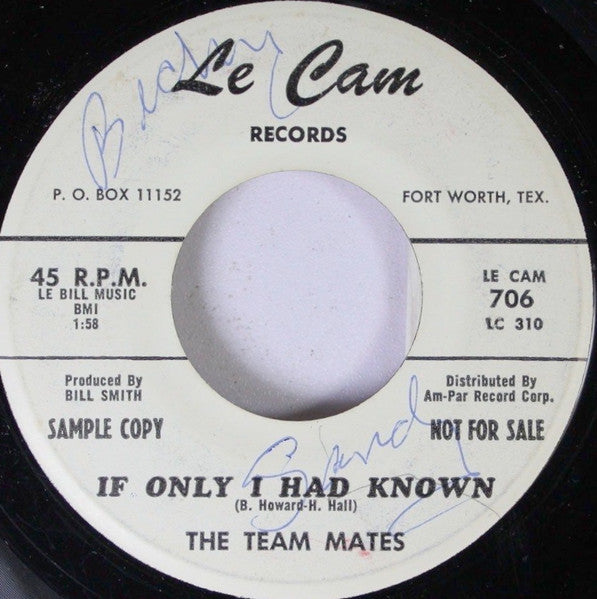 Le Cam
RECORDS
P. O. BOX 11152
FORT WORTH, TEX.
45 R.P.M.
LE BILL MUSIC
BMI
1:58
LE CAM
706
LC 310
Produced By
BILL SMITH
Distributed By
Am-Par Record Corp.
SAMPLE COPY
NOT FOR SALE
Sandy
IF ONLY I HAD KNOWN
(B. Howard-H. Hall)
THE TEAM MATES